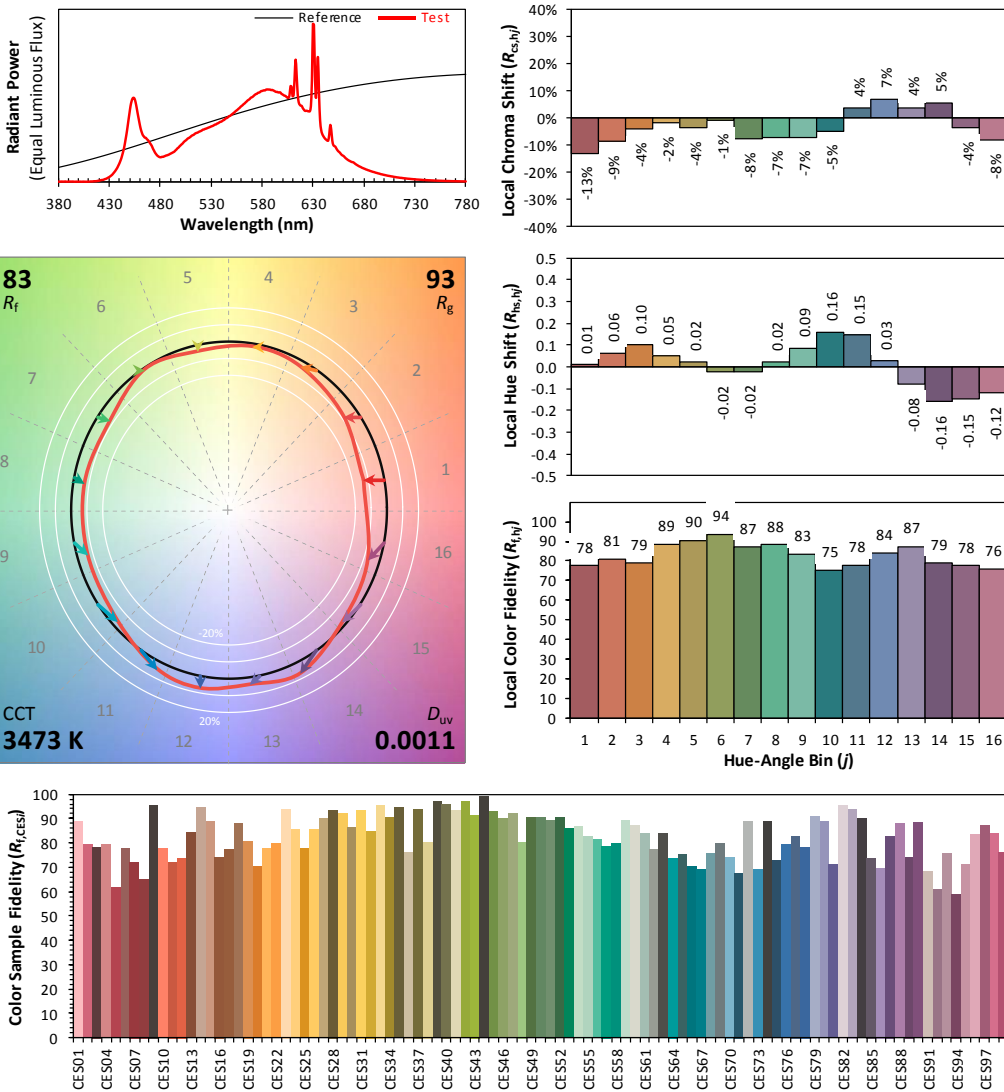 Reference
Test
Radiant Power
(Equal Luminous Flux)
380 430 480 530 580 630 680 730 780
Wavelength (nm)
Local Chroma Shift (Rcs,hj)
40%
30%
20%
10%
0%
-10%
-20%
-30%
-40%
-13% -9% -4% -2% -4% -1% -8% -7% -7% -5% 4% 7% 4% 5% -4% -8%
83
Rf
93
Rg
5 4
6 3
7 2
8 1
9 16
10 15
11 14
12 13
-20%
20%
CCT
3473 K
Duv
0.0011
Local Hue Shift (Rhs,hj)
0.5
0.4
0.3
0.2
0.1
0.0
-0.1
-0.2
-0.3
-0.4
-0.5
0.01 0.06 0.10 0.05 0.02 -0.02 -0.02 0.02 0.09 0.16 0.15 0.03 -0.08 -0.16 -0.15 -0.12
Local Color Fidelity (Rf,hj)
100
90
80
70
60
50
40
30
20
10
0
78 81 79 89 90 94 87 88 83 75 78 84 87 79 78 76
1 2 3 4 5 6 7 8 9 10 11 12 13 14 15 16
Hue-Angle Bin (j)
Color Sample Fidelity (Rf,CESi)
100
90
80
70
60
50
40
30
20
10
0
CES01 CES04 CES07 CES10 CES13 CES16 CES19 CES22 CES25 CES28 CES31 CES34 CES37 CES40 CES43 CES46 CES49 CES52 CES55 CES58 CES61 CES64 CES67 CES70 CES73 CES76 CES79 CES82 CES85 CES88 CES91 CES94 CES97